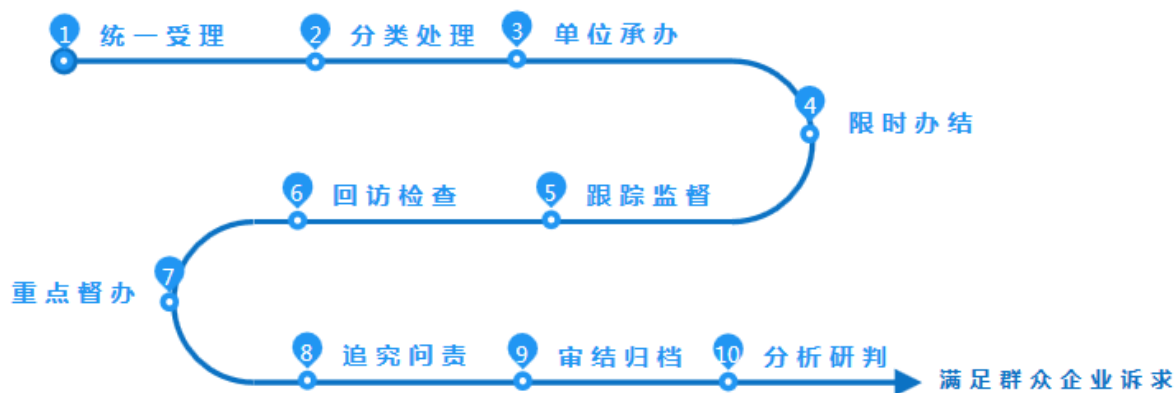 1 统一受理
2 分类处理
3 单位承办
4 限时办结
5 跟踪监督
6 回访检查
7 重点督办
8 追究问责
9 审结归档
10 分析研判
满足群众企业诉求